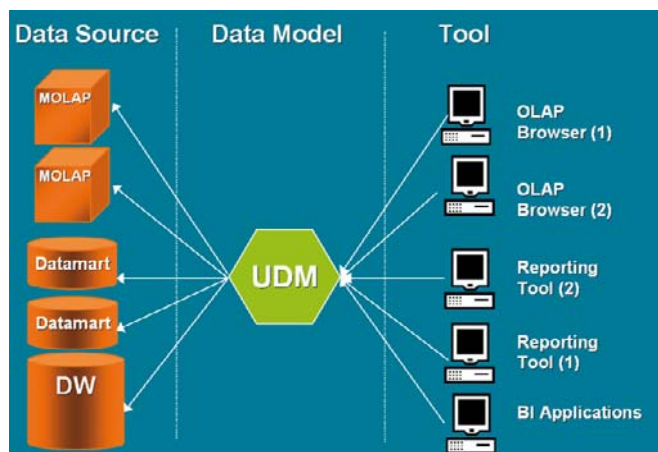 Data Source
Data Model
Tool
MOLAP
MOLAP
Datamart
Datamart
DW
UDM
OLAP
Browser (1)
OLAP
Browser (2)
Reporting
Tool (2)
Reporting
Tool (1)
BI Applications